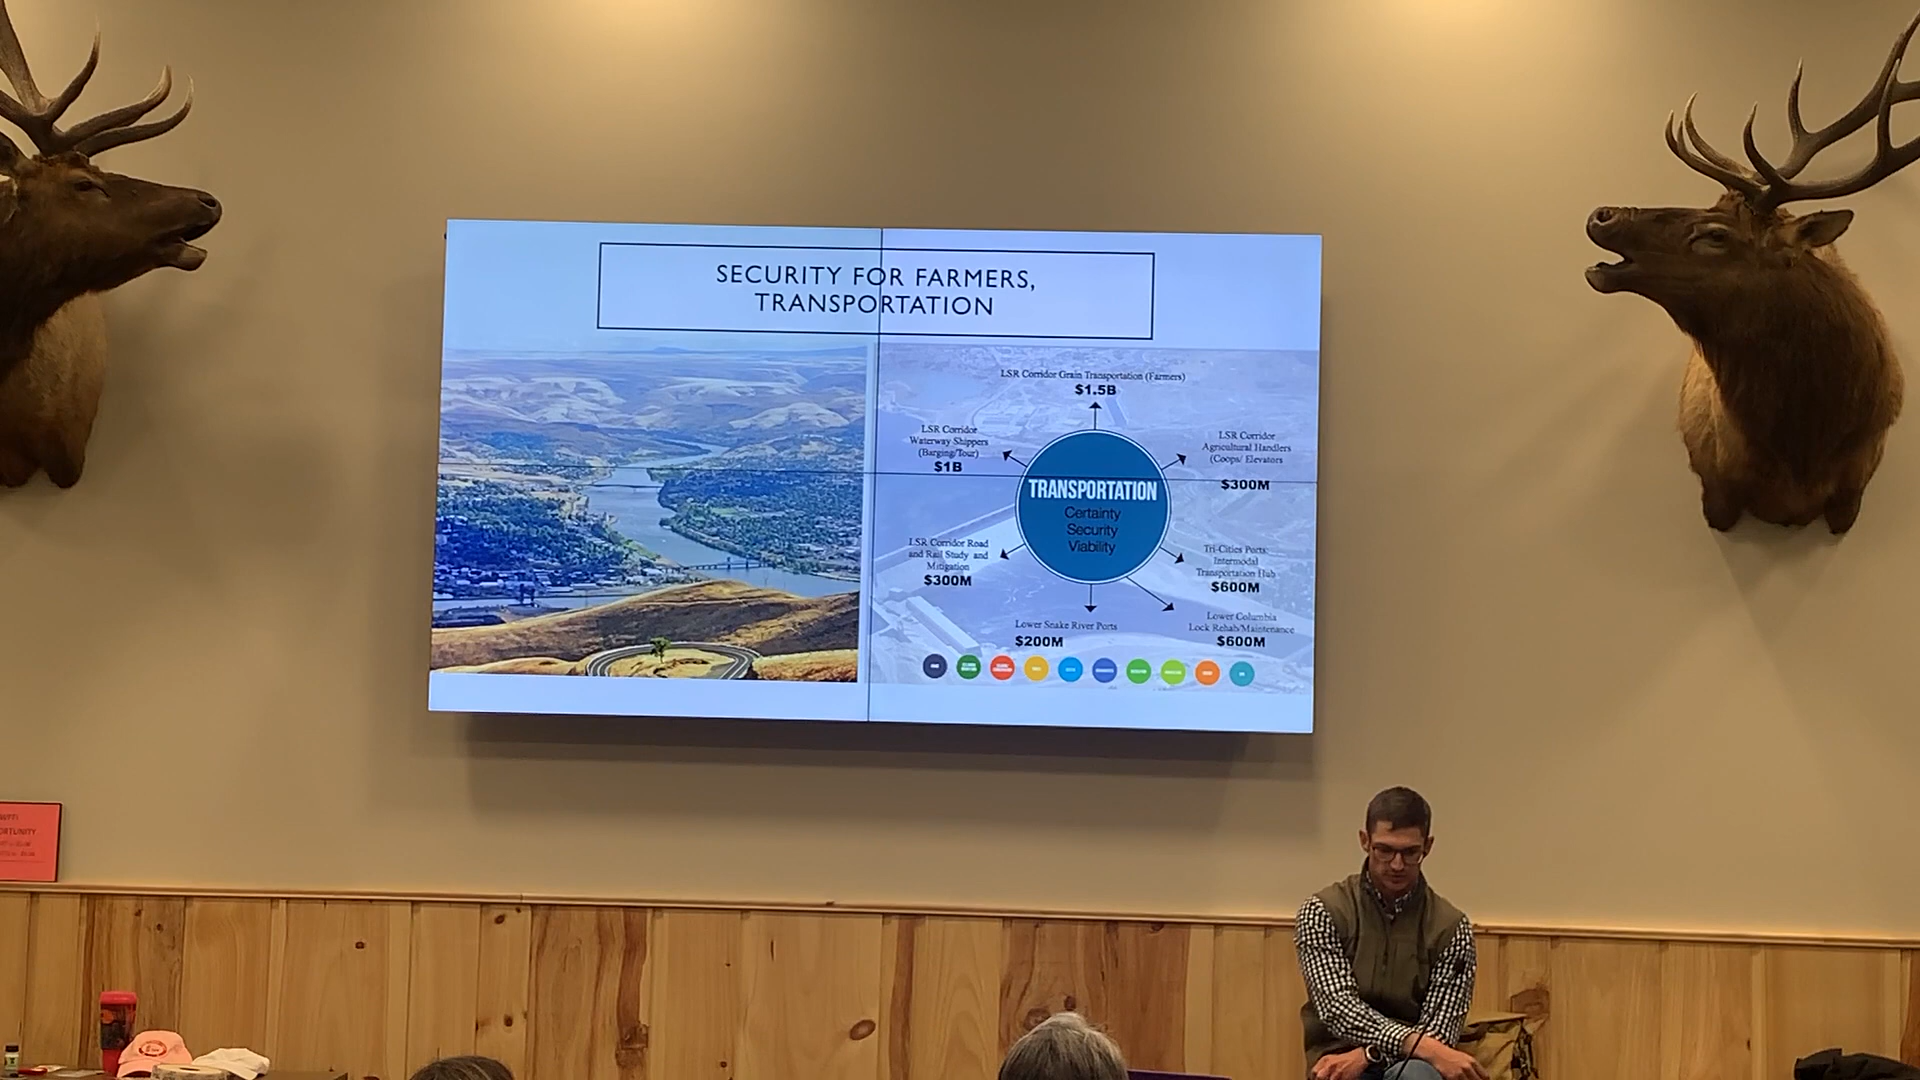 SECURITY FOR FARMERS,
TRANSPORTATION
LSR Corridor Grain Transportation (Farmers)
$1.5B
LSR Corridor
Waterway Shippers
(Barging/Tour)
$1B
LSR Corridor
Agricultural Handlers
(Coops/ Elevators
$300M
TRANSPORTATION
Certainty
Security
Viability
LSR Corridor Road
and Rail Study and
Mitigation
$300M
Tri-Cities Ports:
Intermodal
Transportation Hub
$600M
Lower Snake River Ports
$200M
Lower Columbia
Lock Rehab/Maintenance
$600M